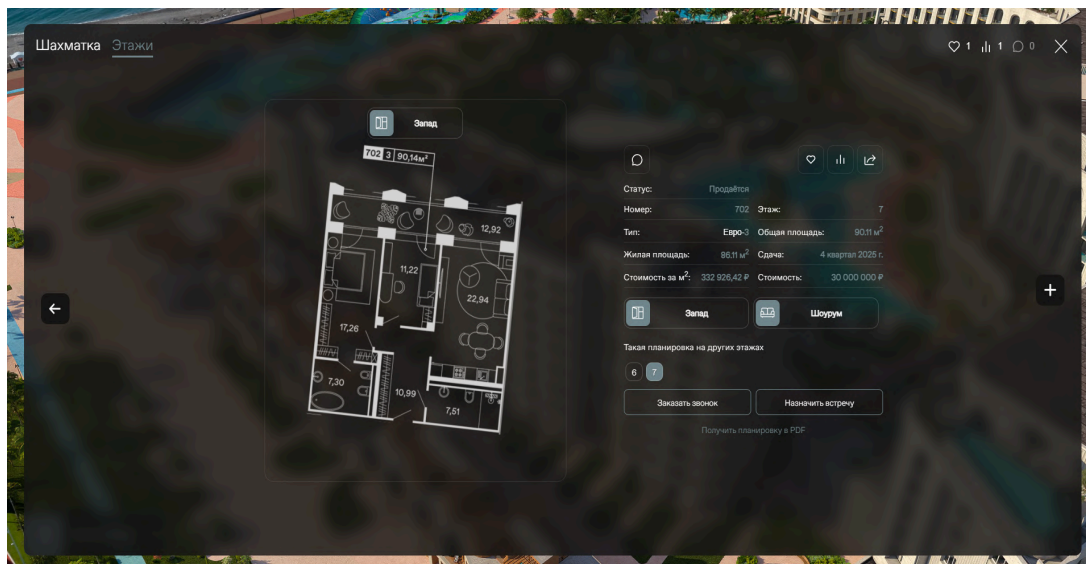 Шахматка Этажи
1 1 0
Запад
702 3 90,14м²
12,92
11,22
22,94
17,26
7,30
10,99
7,51
Статус: Продаётся
Номер: 702 Этаж: 7
Тип: Евро-3 Общая площадь: 90.11 м²
Жилая площадь: 86.11 м² Сдача: 4 квартал 2025 г.
Стоимость за м²: 332 926,42 ₽ Стоимость: 30 000 000 ₽
Запад Шоурум
Такая планировка на других этажах
6 7
Заказать звонок Назначить встречу
Получить планировку в PDF